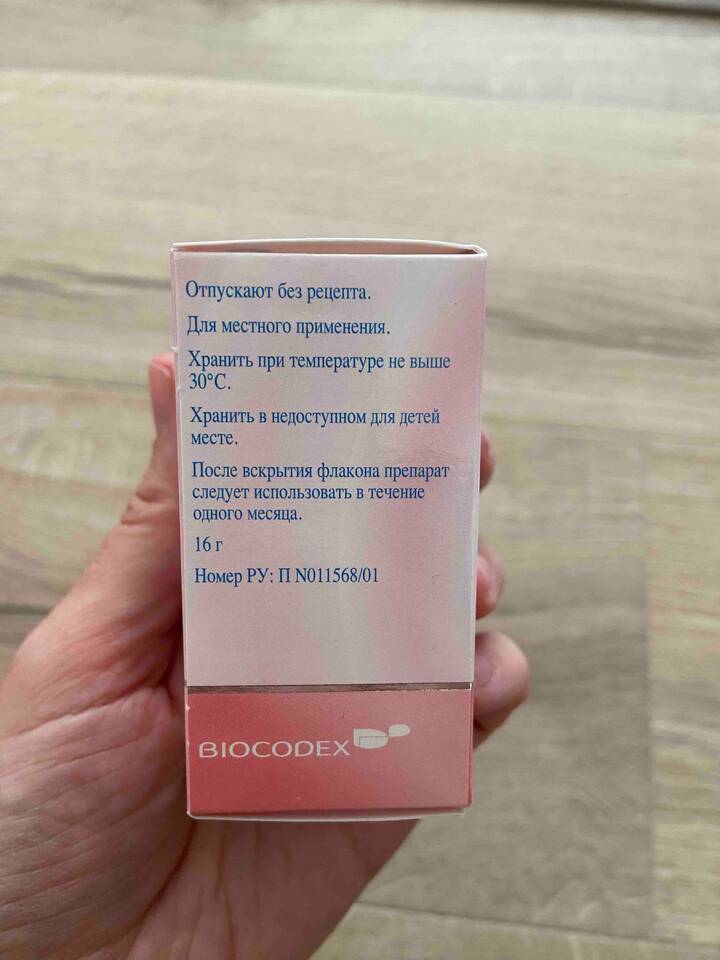 Отпускают без рецепта.
Для местного применения.
Хранить при температуре не выше
30°С.
Хранить в недоступном для детей
месте.
После вскрытия флакона препарат
следует использовать в течение
одного месяца.
16 г
Номер РУ: П N011568/01
BIOCODEX